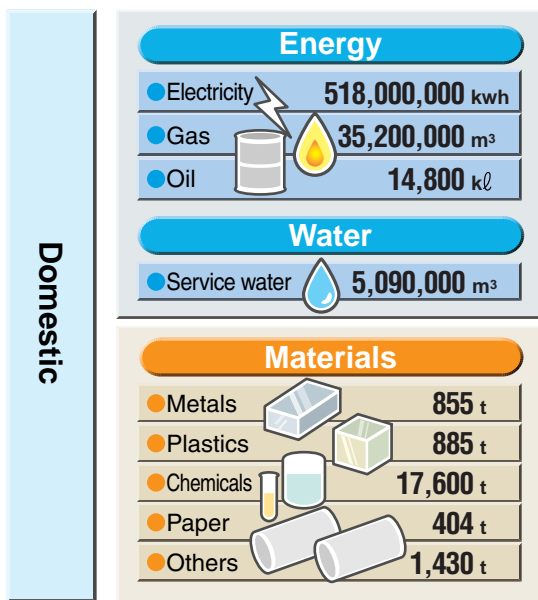 Domestic
Energy
Electricity 518,000,000 kwh
Gas 35,200,000 m³
Oil 14,800 kℓ
Water
Service water 5,090,000 m³
Materials
Metals 855 t
Plastics 885 t
Chemicals 17,600 t
Paper 404 t
Others 1,430 t